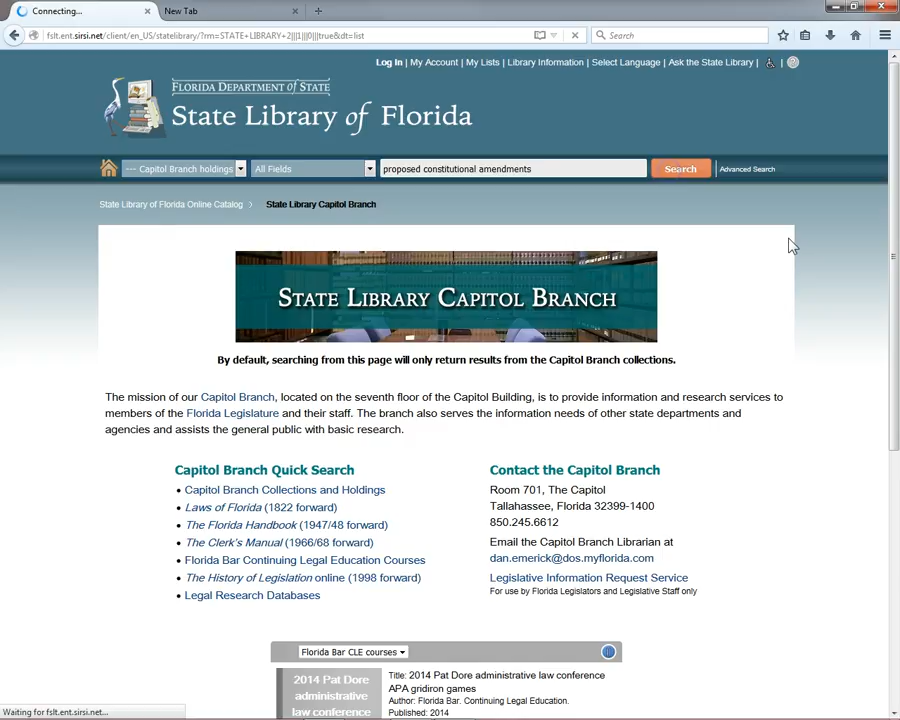 Connecting...
New Tab
fslt.ent.sirsi.net/client/en_US/statelibrary/?rm=STATE+LIBRARY+2|||1|||0|||true&dt=list
Search
Log In | My Account | My Lists | Library Information | Select Language | Ask the State Library |
FLORIDA DEPARTMENT OF STATE
State Library of Florida
--- Capitol Branch holdings
All Fields
proposed constitutional amendments
Search
Advanced Search
State Library of Florida Online Catalog
State Library Capitol Branch
STATE LIBRARY CAPITOL BRANCH
By default, searching from this page will only return results from the Capitol Branch collections.
The mission of our Capitol Branch, located on the seventh floor of the Capitol Building, is to provide information and research services to
members of the Florida Legislature and their staff. The branch also serves the information needs of other state departments and
agencies and assists the general public with basic research.
Capitol Branch Quick Search
• Capitol Branch Collections and Holdings
• Laws of Florida (1822 forward)
• The Florida Handbook (1947/48 forward)
• The Clerk's Manual (1966/68 forward)
• Florida Bar Continuing Legal Education Courses
• The History of Legislation online (1998 forward)
• Legal Research Databases
Contact the Capitol Branch
Room 701, The Capitol
Tallahassee, Florida 32399-1400
850.245.6612
Email the Capitol Branch Librarian at
dan.emerick@dos.myflorida.com
Legislative Information Request Service
For use by Florida Legislators and Legislative Staff only
Florida Bar CLE courses
2014 Pat Dore
administrative
law conference
Title: 2014 Pat Dore administrative law conference
APA gridiron games
Author: Florida Bar. Continuing Legal Education.
Published: 2014
Waiting for fslt.ent.sirsi.net...